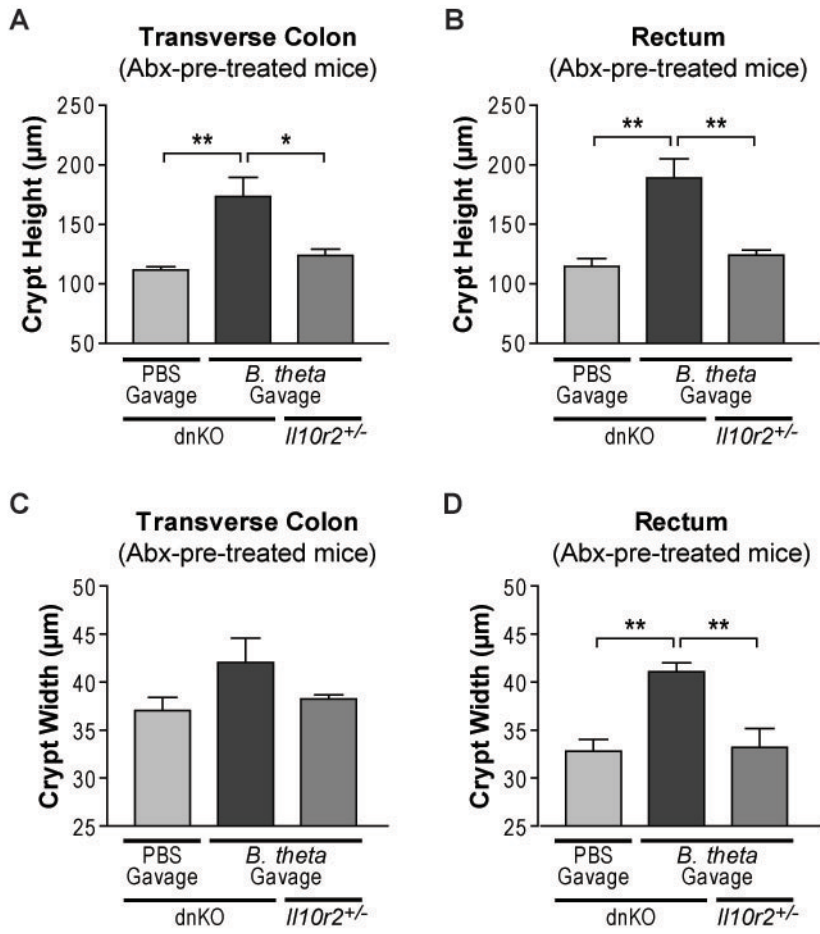 A
Transverse Colon
(Abx-pre-treated mice)
Crypt Height (µm)
250
200
150
100
50
**
*
PBS
Gavage
B. theta
Gavage
dnKO
Il10r2+/-
B
Rectum
(Abx-pre-treated mice)
Crypt Height (µm)
250
200
150
100
50
**
**
PBS
Gavage
B. theta
Gavage
dnKO
Il10r2+/-
C
Transverse Colon
(Abx-pre-treated mice)
Crypt Width (µm)
50
45
40
35
30
25
PBS
Gavage
B. theta
Gavage
dnKO
Il10r2+/-
D
Rectum
(Abx-pre-treated mice)
Crypt Width (µm)
50
45
40
35
30
25
**
**
PBS
Gavage
B. theta
Gavage
dnKO
Il10r2+/-